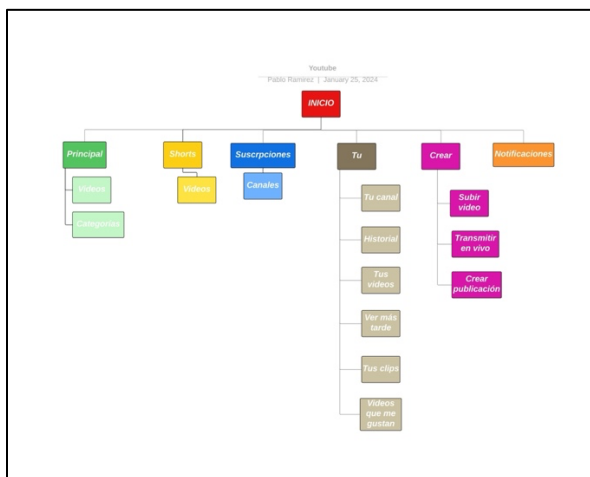 Youtube
Pablo Ramirez | January 25, 2024
INICIO
Principal
Shorts
Suscrpciones
Tu
Crear
Notificaciones
Videos
Categorias
Videos
Canales
Tu canal
Historial
Tus
videos
Ver más
tarde
Tus clips
Videos
que me
gustan
Subir
video
Transmitir
en vivo
Crear
publicación